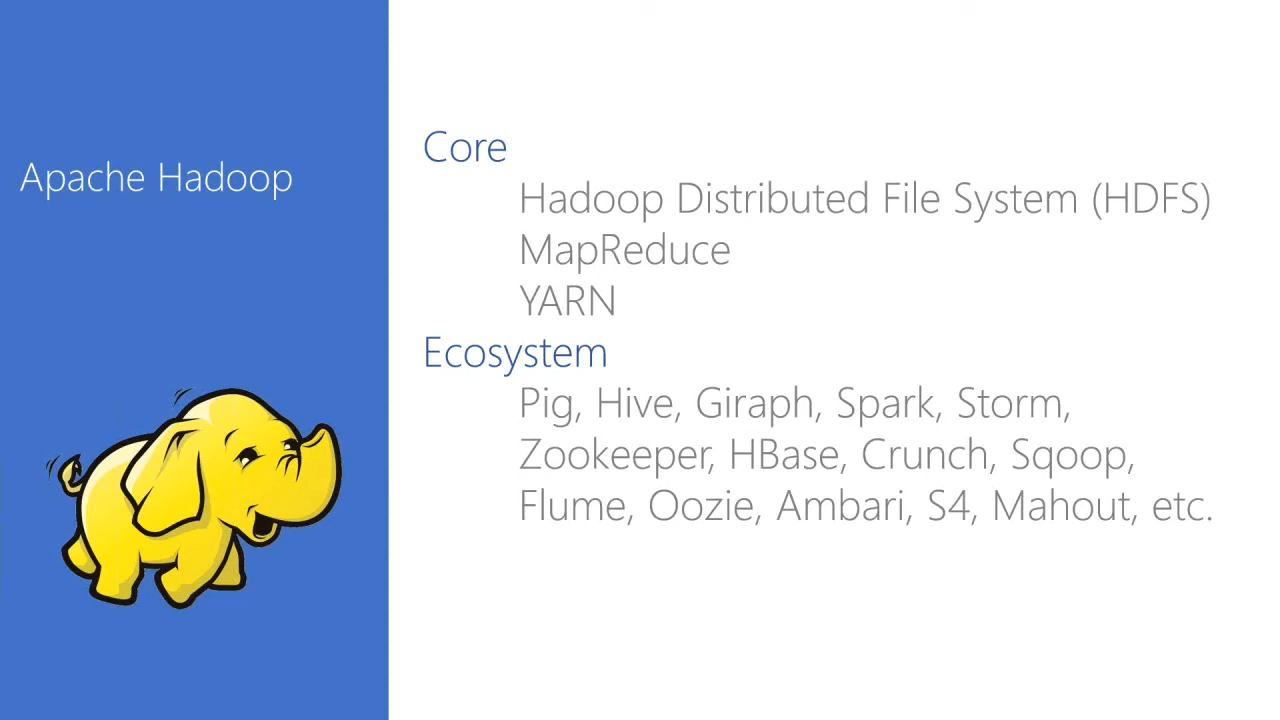 Apache Hadoop
Core
Hadoop Distributed File System (HDFS)
MapReduce
YARN
Ecosystem
Pig, Hive, Giraph, Spark, Storm,
Zookeeper, HBase, Crunch, Sqoop,
Flume, Oozie, Ambari, S4, Mahout, etc.